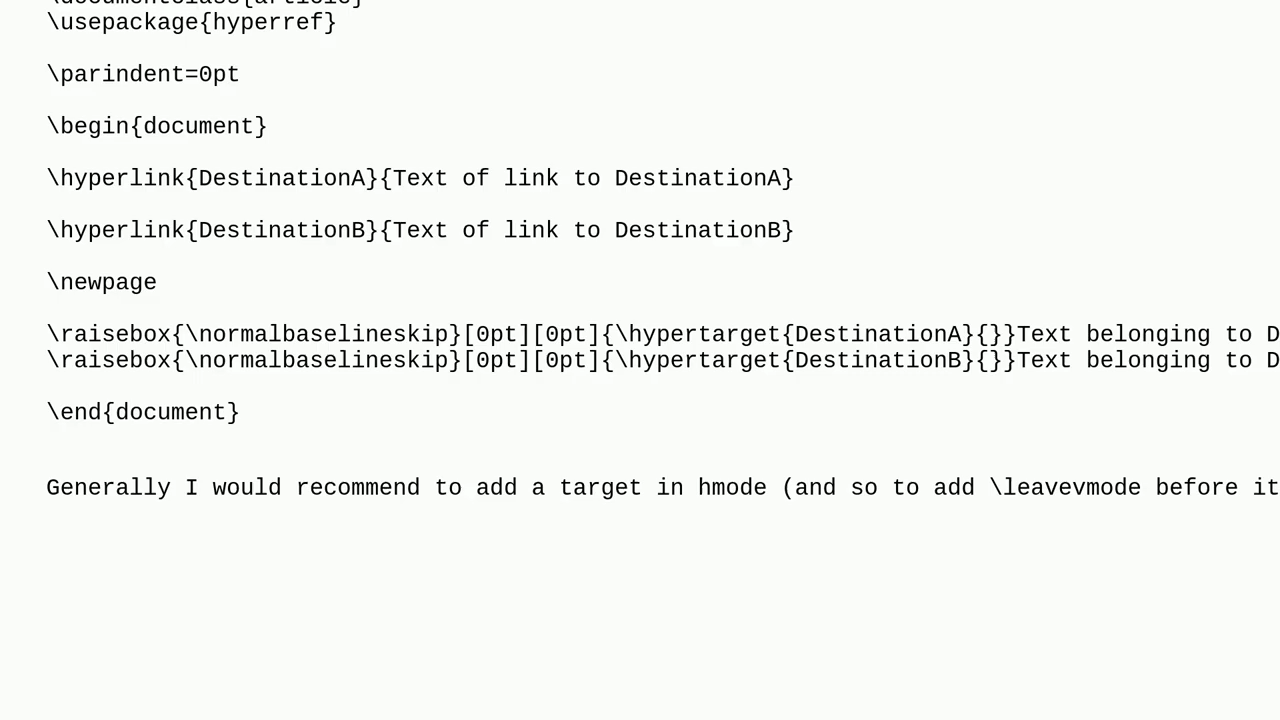 \documentclass{article}
\usepackage{hyperref}
\parindent=0pt
\begin{document}
\hyperlink{DestinationA}{Text of link to DestinationA}
\hyperlink{DestinationB}{Text of link to DestinationB}
\newpage
\raisebox{\normalbaselineskip}[0pt][0pt]{\hypertarget{DestinationA}{}}Text belonging to D
\raisebox{\normalbaselineskip}[0pt][0pt]{\hypertarget{DestinationB}{}}Text belonging to D
\end{document}
Generally I would recommend to add a target in hmode (and so to add \leavevmode before it